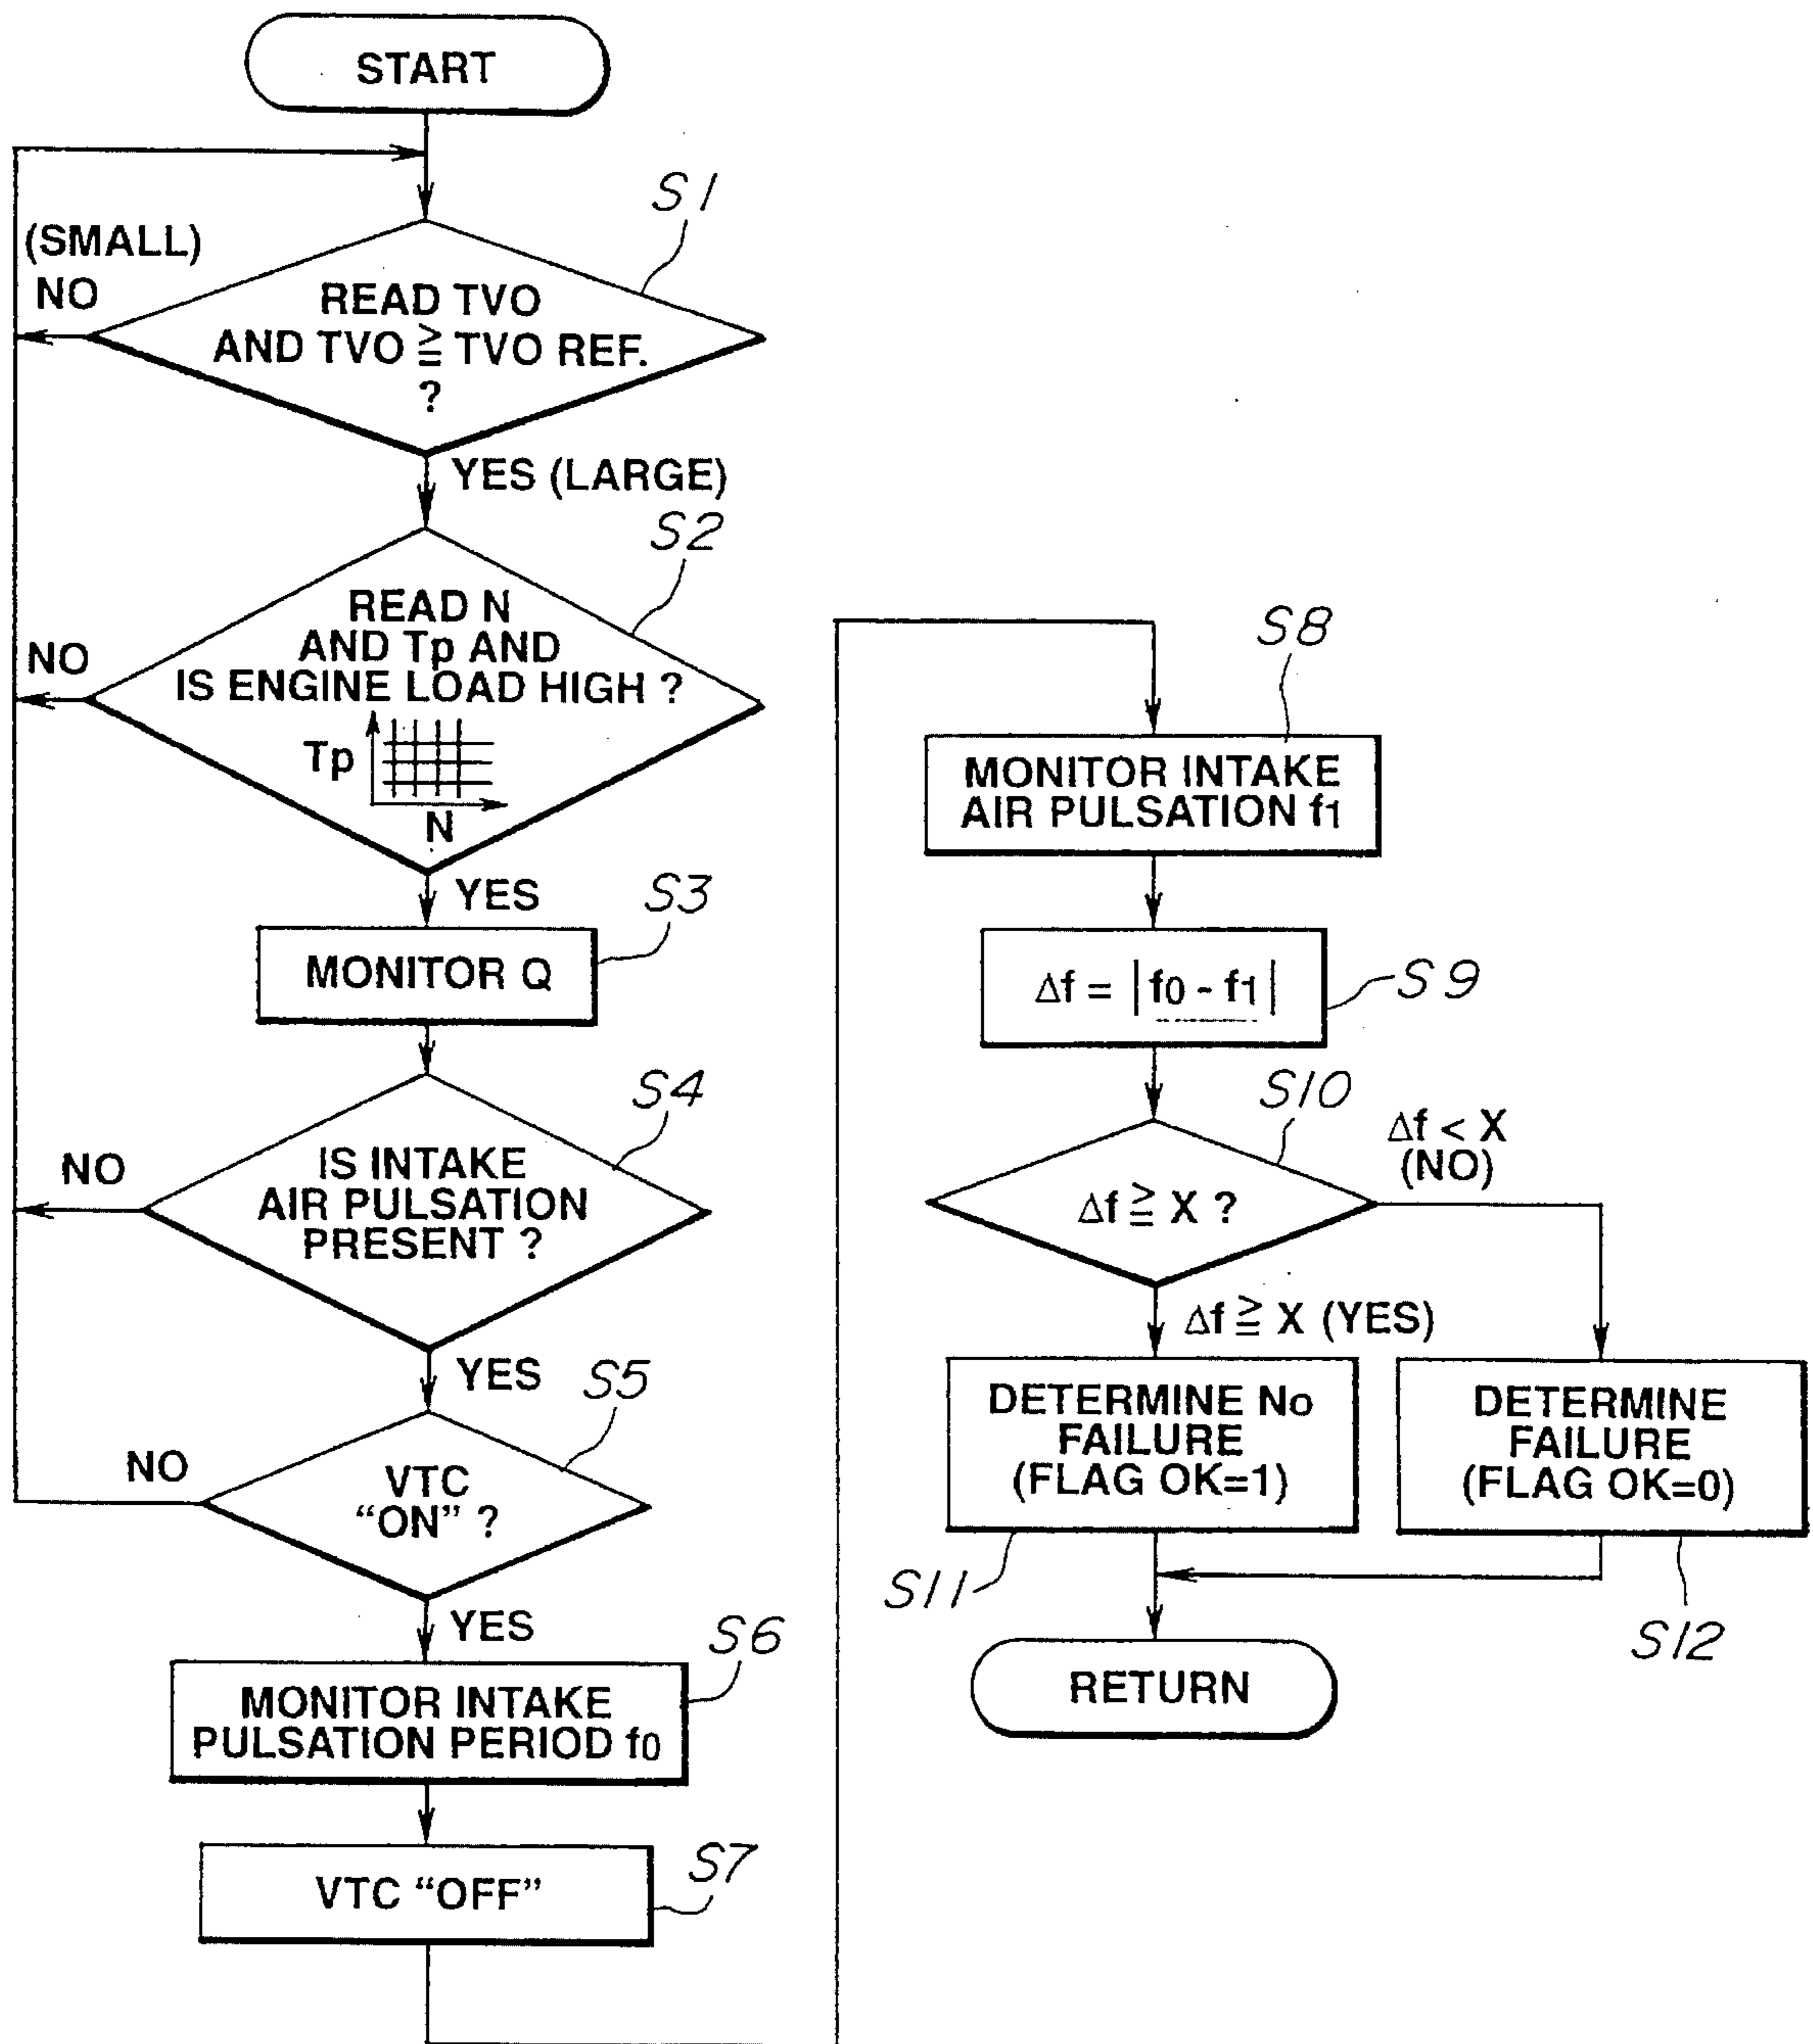 START
S1
(SMALL)
NO
READ TVO
AND TVO ≧ TVO REF.
?
YES (LARGE)
S2
READ N
AND Tp AND
IS ENGINE LOAD HIGH ?
NO
Tp
N
YES
S3
MONITOR Q
S4
NO
IS INTAKE
AIR PULSATION
PRESENT ?
YES
S5
NO
VTC
“ON” ?
YES
S6
MONITOR INTAKE
PULSATION PERIOD f0
S7
VTC “OFF”
S8
MONITOR INTAKE
AIR PULSATION f1
Δf = | f0 - f1 |
S9
S10
Δf < X
(NO)
Δf ≧ X ?
Δf ≧ X (YES)
DETERMINE No
FAILURE
(FLAG OK=1)
DETERMINE
FAILURE
(FLAG OK=0)
S11
S12
RETURN